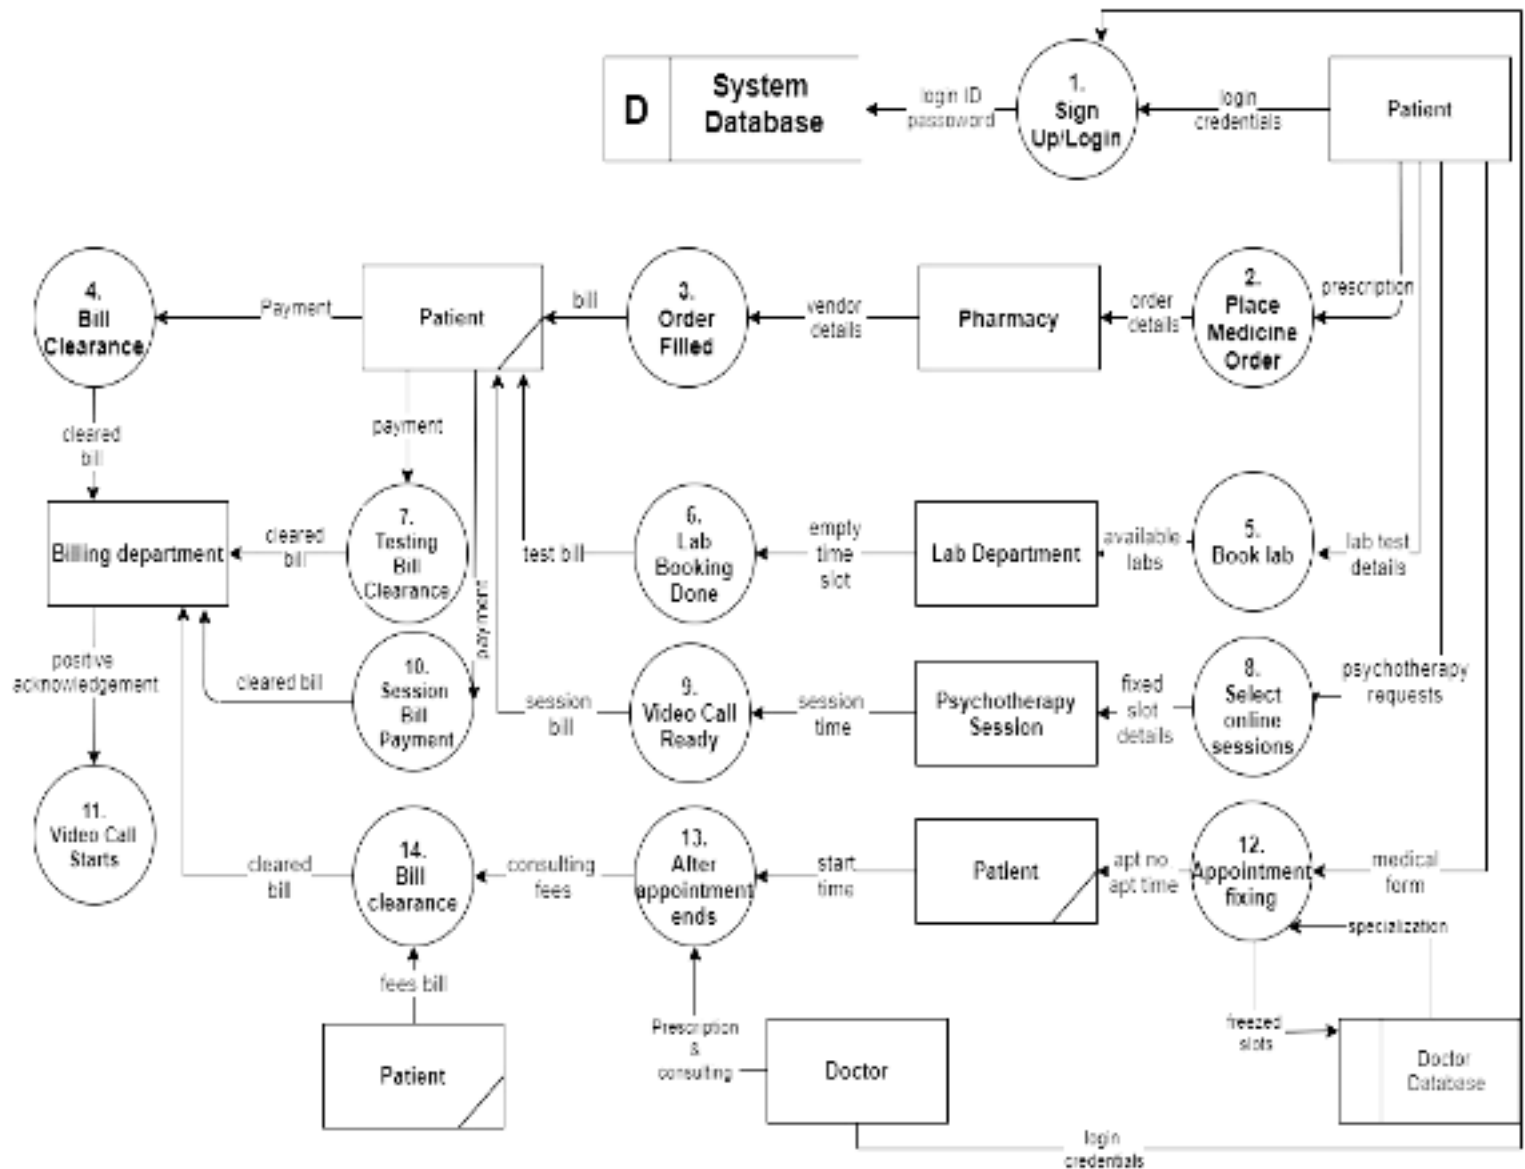 D
System
Database
login ID
passoword
1.
Sign
Up/Login
login
credentials
Patient
4.
Bill
Clearance
Payment
Patient
bill
3.
Order
Filled
vendor
details
Pharmacy
order
details
2.
Place
Medicine
Order
prescription
cleared
bill
payment
Billing department
cleared
bill
7.
Testing
Bill
Clearance
payment
test bill
6.
Lab
Booking
Done
empty
time
slot
Lab Department
available
labs
5.
Book lab
lab test
details
positive
acknowledgement
cleared bill
10.
Session
Bill
Payment
session
bill
9.
Video Call
Ready
session
time
Psychotherapy
Session
fixed
slot
details
8.
Select
online
sessions
psychotherapy
requests
11.
Video Call
Starts
cleared
bill
14.
Bill
clearance
consulting
fees
13.
After
appointment
ends
start
time
Patient
apt no
apt time
12.
Appointment
fixing
medical
form
specialization
fees bill
Patient
Prescription
&
consulting
Doctor
freezed
slots
Doctor
Database
login
credentials